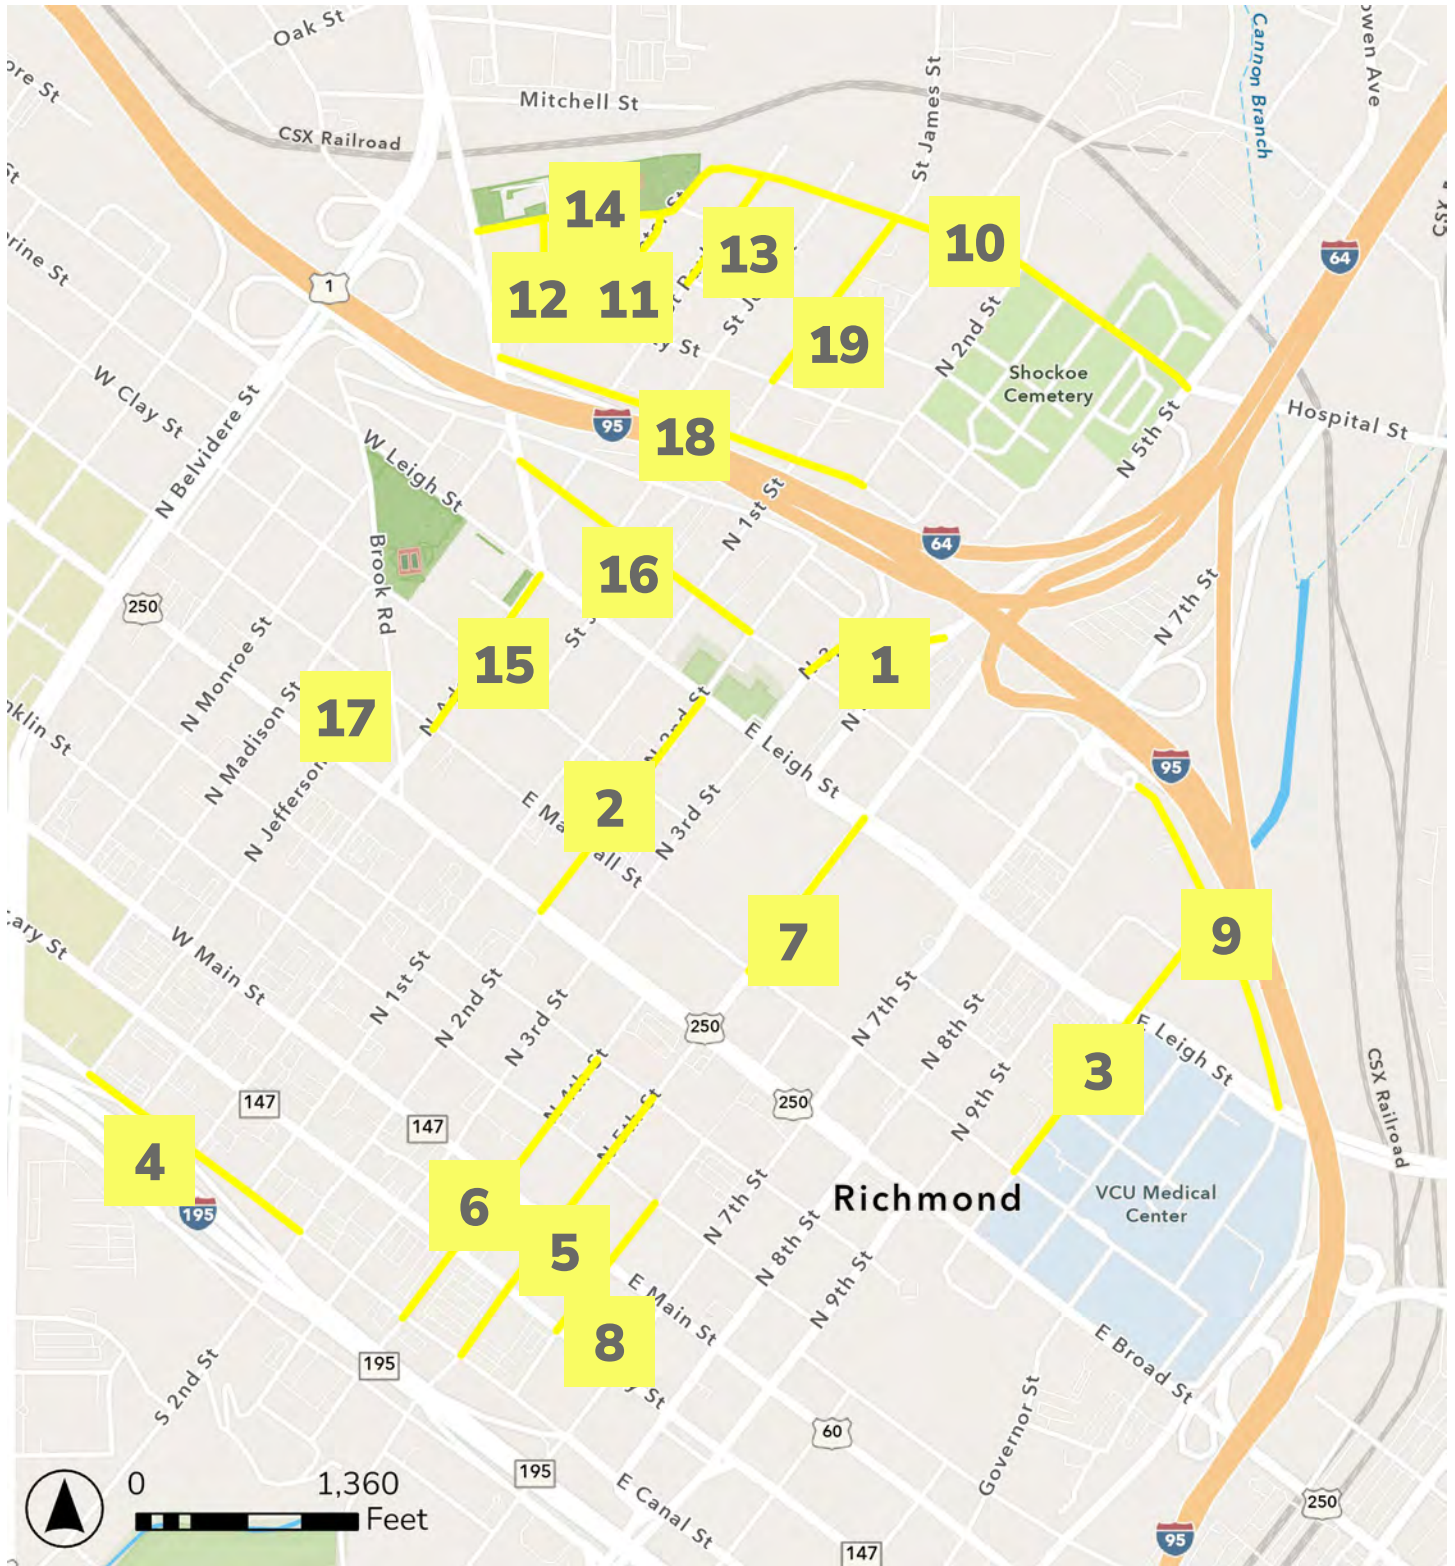 Oak St
Mitchell St
CSX Railroad
St James St
Cannon Branch
14
10
13
12
11
64
1
N 2nd St
19
Shockoe
Cemetery
W Clay St
N Belvidere St
95
18
Hospital St
W Leigh St
N 5th St
N 1st St
64
16
Brook Rd
250
N 7th St
N Monroe St
15
1
17
N Madison St
N Jefferson
N 2nd St
E Leigh St
95
2
N 3rd St
W Main St
7
9
N 1st St
N 2nd St
N 3rd St
250
N 7th St
N 8th St
E Leigh St
3
N 9th St
CSX Railroad
N 4th St
147
147
250
N 5th St
4
195
6
Richmond
VCU Medical
Center
N 7th St
5
N 8th St
N 9th St
E Main St
8
E Broad St
195
S 2nd St
60
Governor St
195
E Canal St
0
1,360
Feet
250
95
147